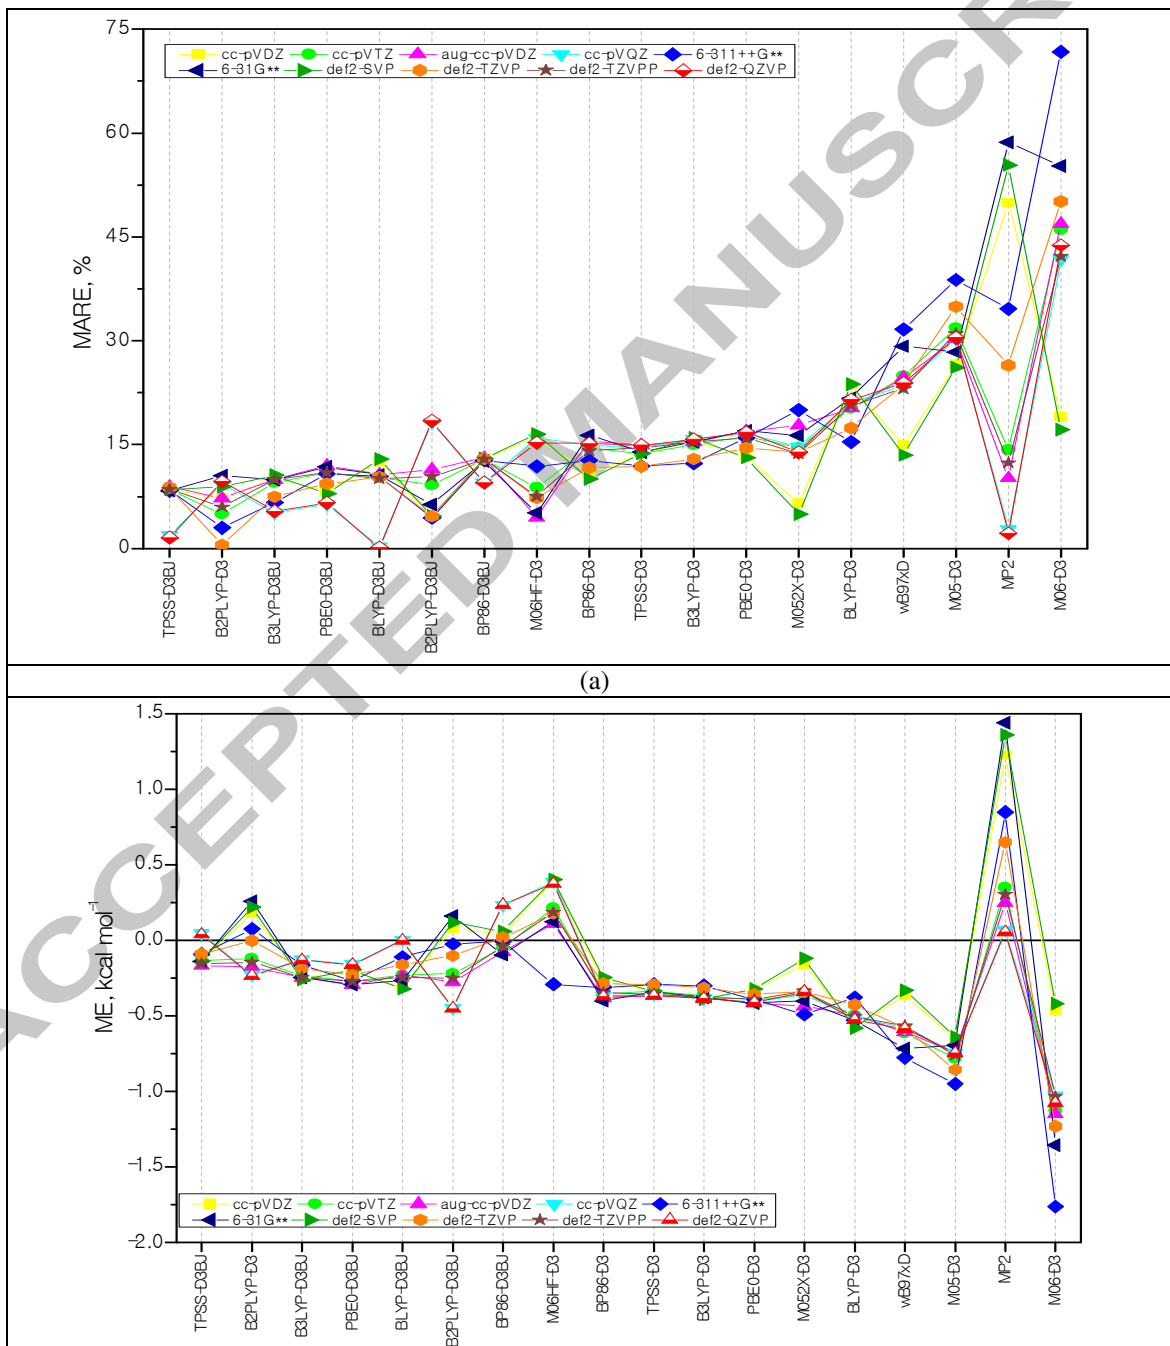 75
60
45
30
15
0
MARE, %
cc-pVDZ cc-pVTZ aug-cc-pVDZ cc-pVQZ 6-311++G**
6-31G** def2-SVP def2-TZVP def2-TZVPP def2-QZVP
TPSS-D3BJ
B2PLYP-D3
B3LYP-D3BJ
PBE0-D3BJ
BLYP-D3BJ
B2PLYP-D3BJ
BP86-D3BJ
M06HF-D3
BP86-D3
TPSS-D3
B3LYP-D3
PBE0-D3
M052X-D3
BLYP-D3
wB97xD
M05-D3
MP2
M06-D3
(a)
1.5
1.0
0.5
0.0
-0.5
-1.0
-1.5
-2.0
ME, kcal mol⁻¹
cc-pVDZ cc-pVTZ aug-cc-pVDZ cc-pVQZ 6-311++G**
6-31G** def2-SVP def2-TZVP def2-TZVPP def2-QZVP
TPSS-D3BJ
B2PLYP-D3
B3LYP-D3BJ
PBE0-D3BJ
BLYP-D3BJ
B2PLYP-D3BJ
BP86-D3BJ
M06HF-D3
BP86-D3
TPSS-D3
B3LYP-D3
PBE0-D3
M052X-D3
BLYP-D3
wB97xD
M05-D3
MP2
M06-D3
ACCEPTED MANUSCR